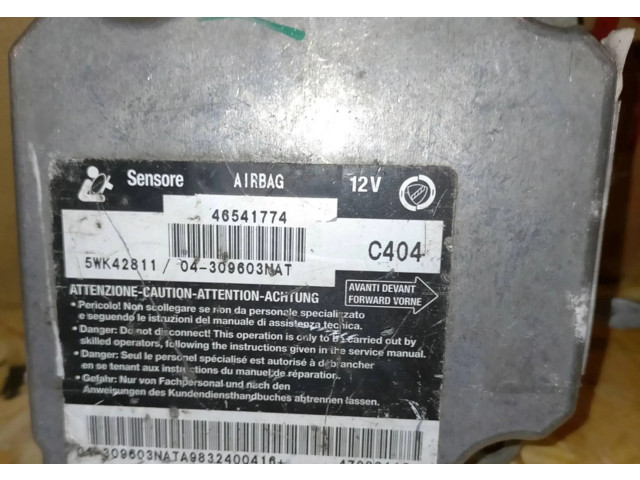 Sensore AIRBAG 12V
46541774
C404
5WK42811 / 04-309603NAT
ATTENZIONE-CAUTION-ATTENTION-ACHTUNG
AVANTI DEVANT
FORWARD VORNE
• Pericolo! Non scollegare se non da personale specializzato
e seguendo le istruzioni del manuale di assistenza tecnica.
• Danger: Do not disconnect! This operation is only to be carried out by
skilled operators, following the instructions given in the service manual.
• Danger: Seul le personel spécialisé est autorisé à débrancher
en se tenant aux instructions du manuel de réparation.
• Gefahr: Nur von Fachpersonal und nach den
Anweisungen des Kundendiensthandbuches abtrennen lassen.
04-309603NATA9832400416+